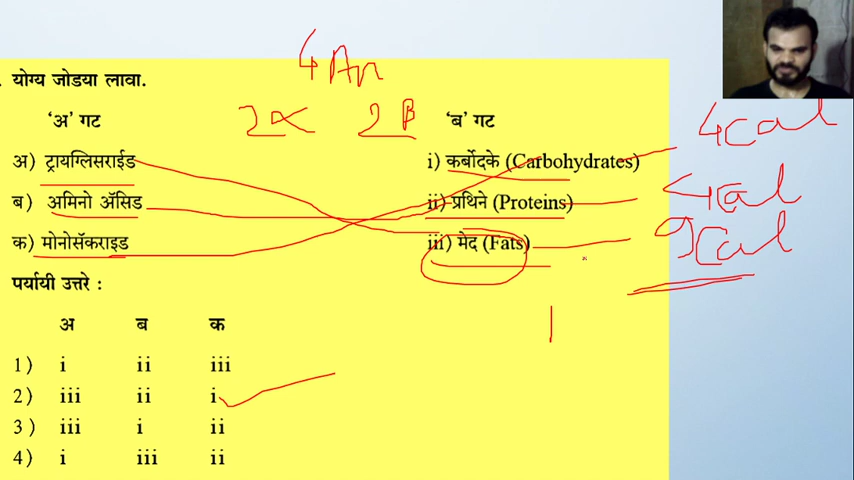 4 An
. योग्य जोडया लावा.
'अ' गट 2α 2β 'ब' गट
4cal
अ) ट्रायग्लिसराईड i) कर्बोदके (Carbohydrates)
ब) अमिनो ॲसिड ii) प्रथिने (Proteins) 4cal
क) मोनोसॅकराइड iii) मेद (Fats) 9cal
पर्यायी उत्तरे :
अ ब क
1) i ii iii
2) iii ii i
3) iii i ii
4) i iii ii